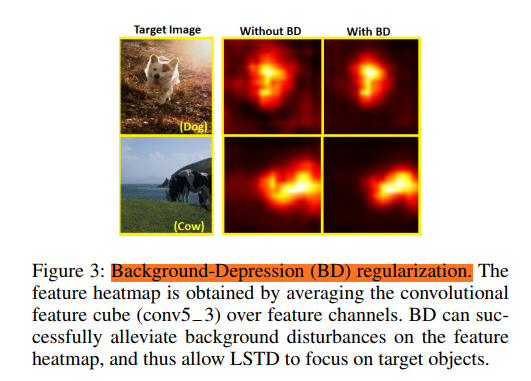 Target Image Without BD With BD
(Dog)
(Cow)
Figure 3: Background-Depression (BD) regularization. The
feature heatmap is obtained by averaging the convolutional
feature cube (conv5_3) over feature channels. BD can suc-
cessfully alleviate background disturbances on the feature
heatmap, and thus allow LSTD to focus on target objects.